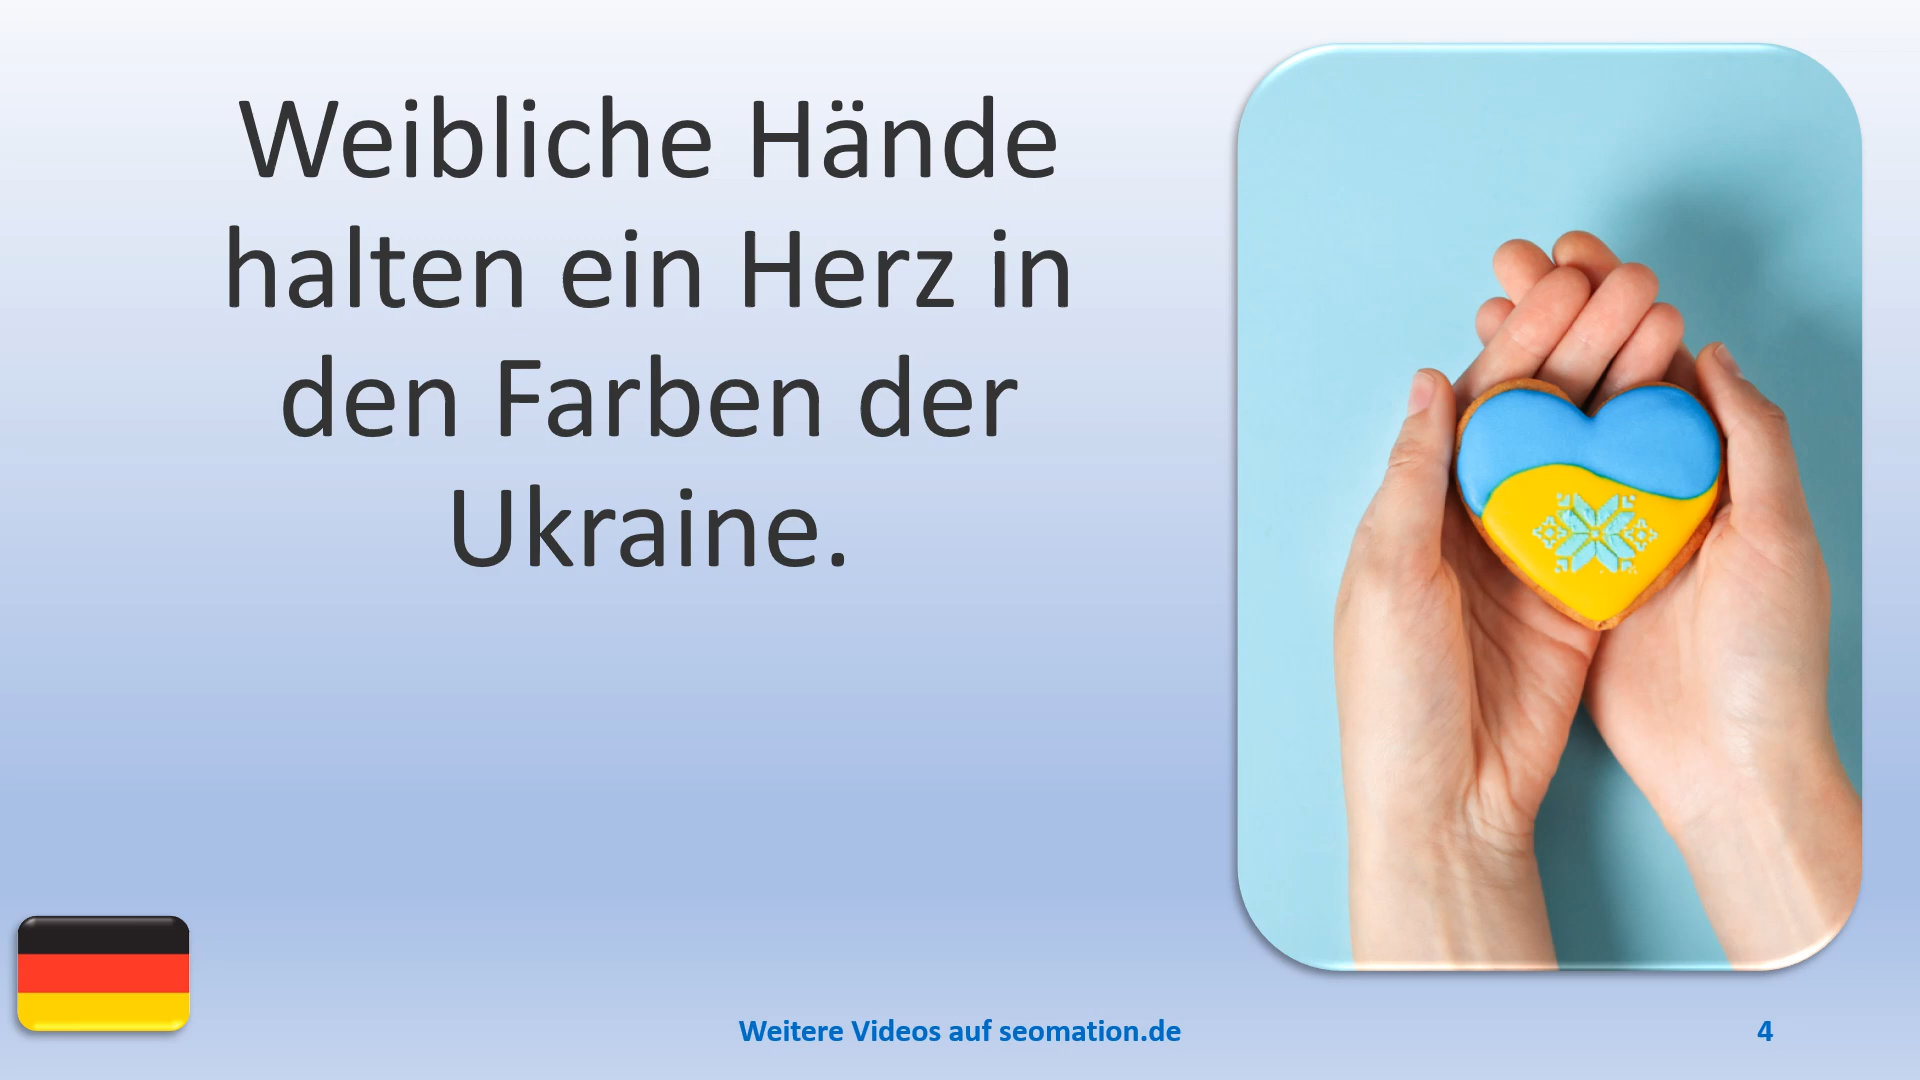 Weibliche Hände
halten ein Herz in
den Farben der
Ukraine.
Weitere Videos auf seomation.de
4